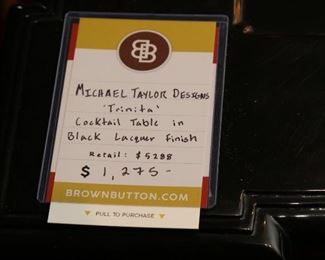 BB
MICHAEL TAYLOR DESIGNS
'Trinita'
Cocktail Table in
Black Lacquer Finish
Retail: $5288
$1,275-
BROWNBUTTON.COM
PULL TO PURCHASE